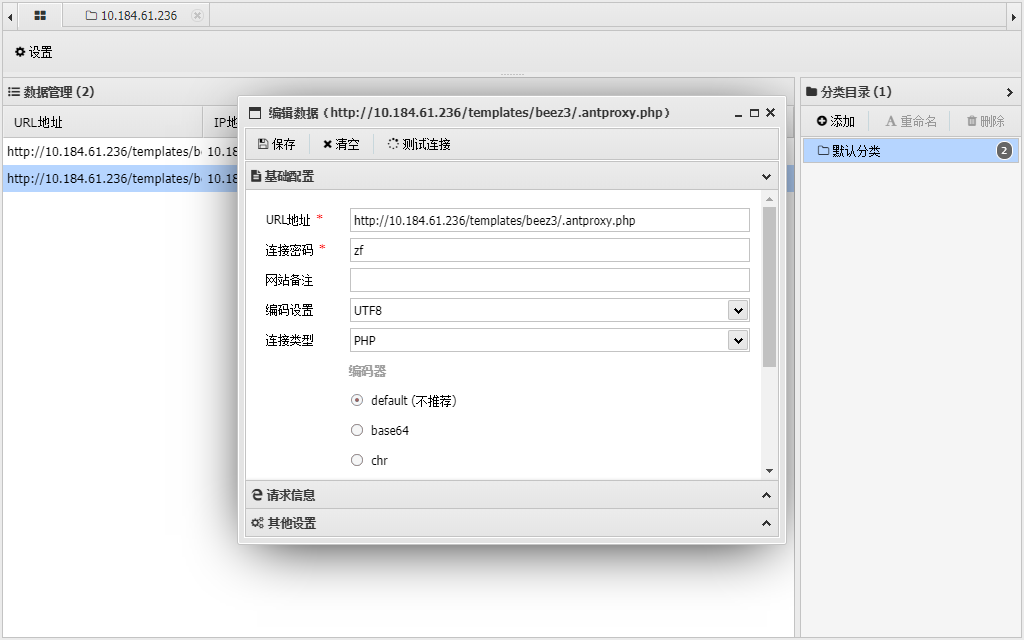 10.184.61.236
设置
数据管理 (2)
URL地址 IP地
http://10.184.61.236/templates/be 10.18
http://10.184.61.236/templates/b 10.18
分类目录 (1)
添加 重命名 删除
默认分类 2
编辑数据 (http://10.184.61.236/templates/beez3/.antproxy.php)
保存 清空 测试连接
基础配置
URL地址 * http://10.184.61.236/templates/beez3/.antproxy.php
连接密码 * zf
网站备注
编码设置 UTF8
连接类型 PHP
编码器
default (不推荐)
base64
chr
请求信息
其他设置